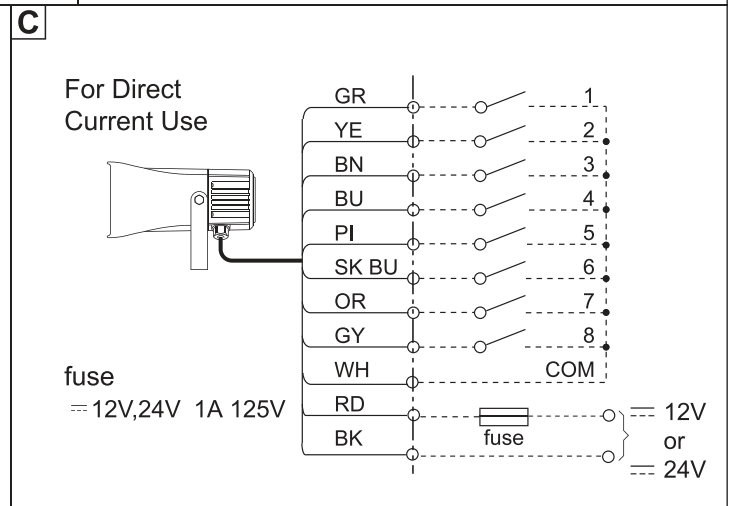 C
For Direct
Current Use
GR 1
YE 2
BN 3
BU 4
PI 5
SK BU 6
OR 7
GY 8
WH COM
RD
BK
fuse
12V
or
24V
fuse
⎓12V,24V 1A 125V